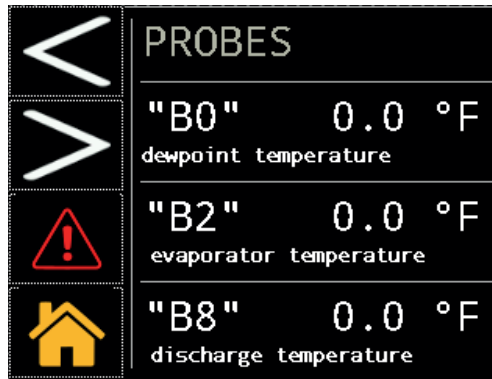 PROBES
"B0" 0.0 °F
dewpoint temperature
"B2" 0.0 °F
evaporator temperature
"B8" 0.0 °F
discharge temperature